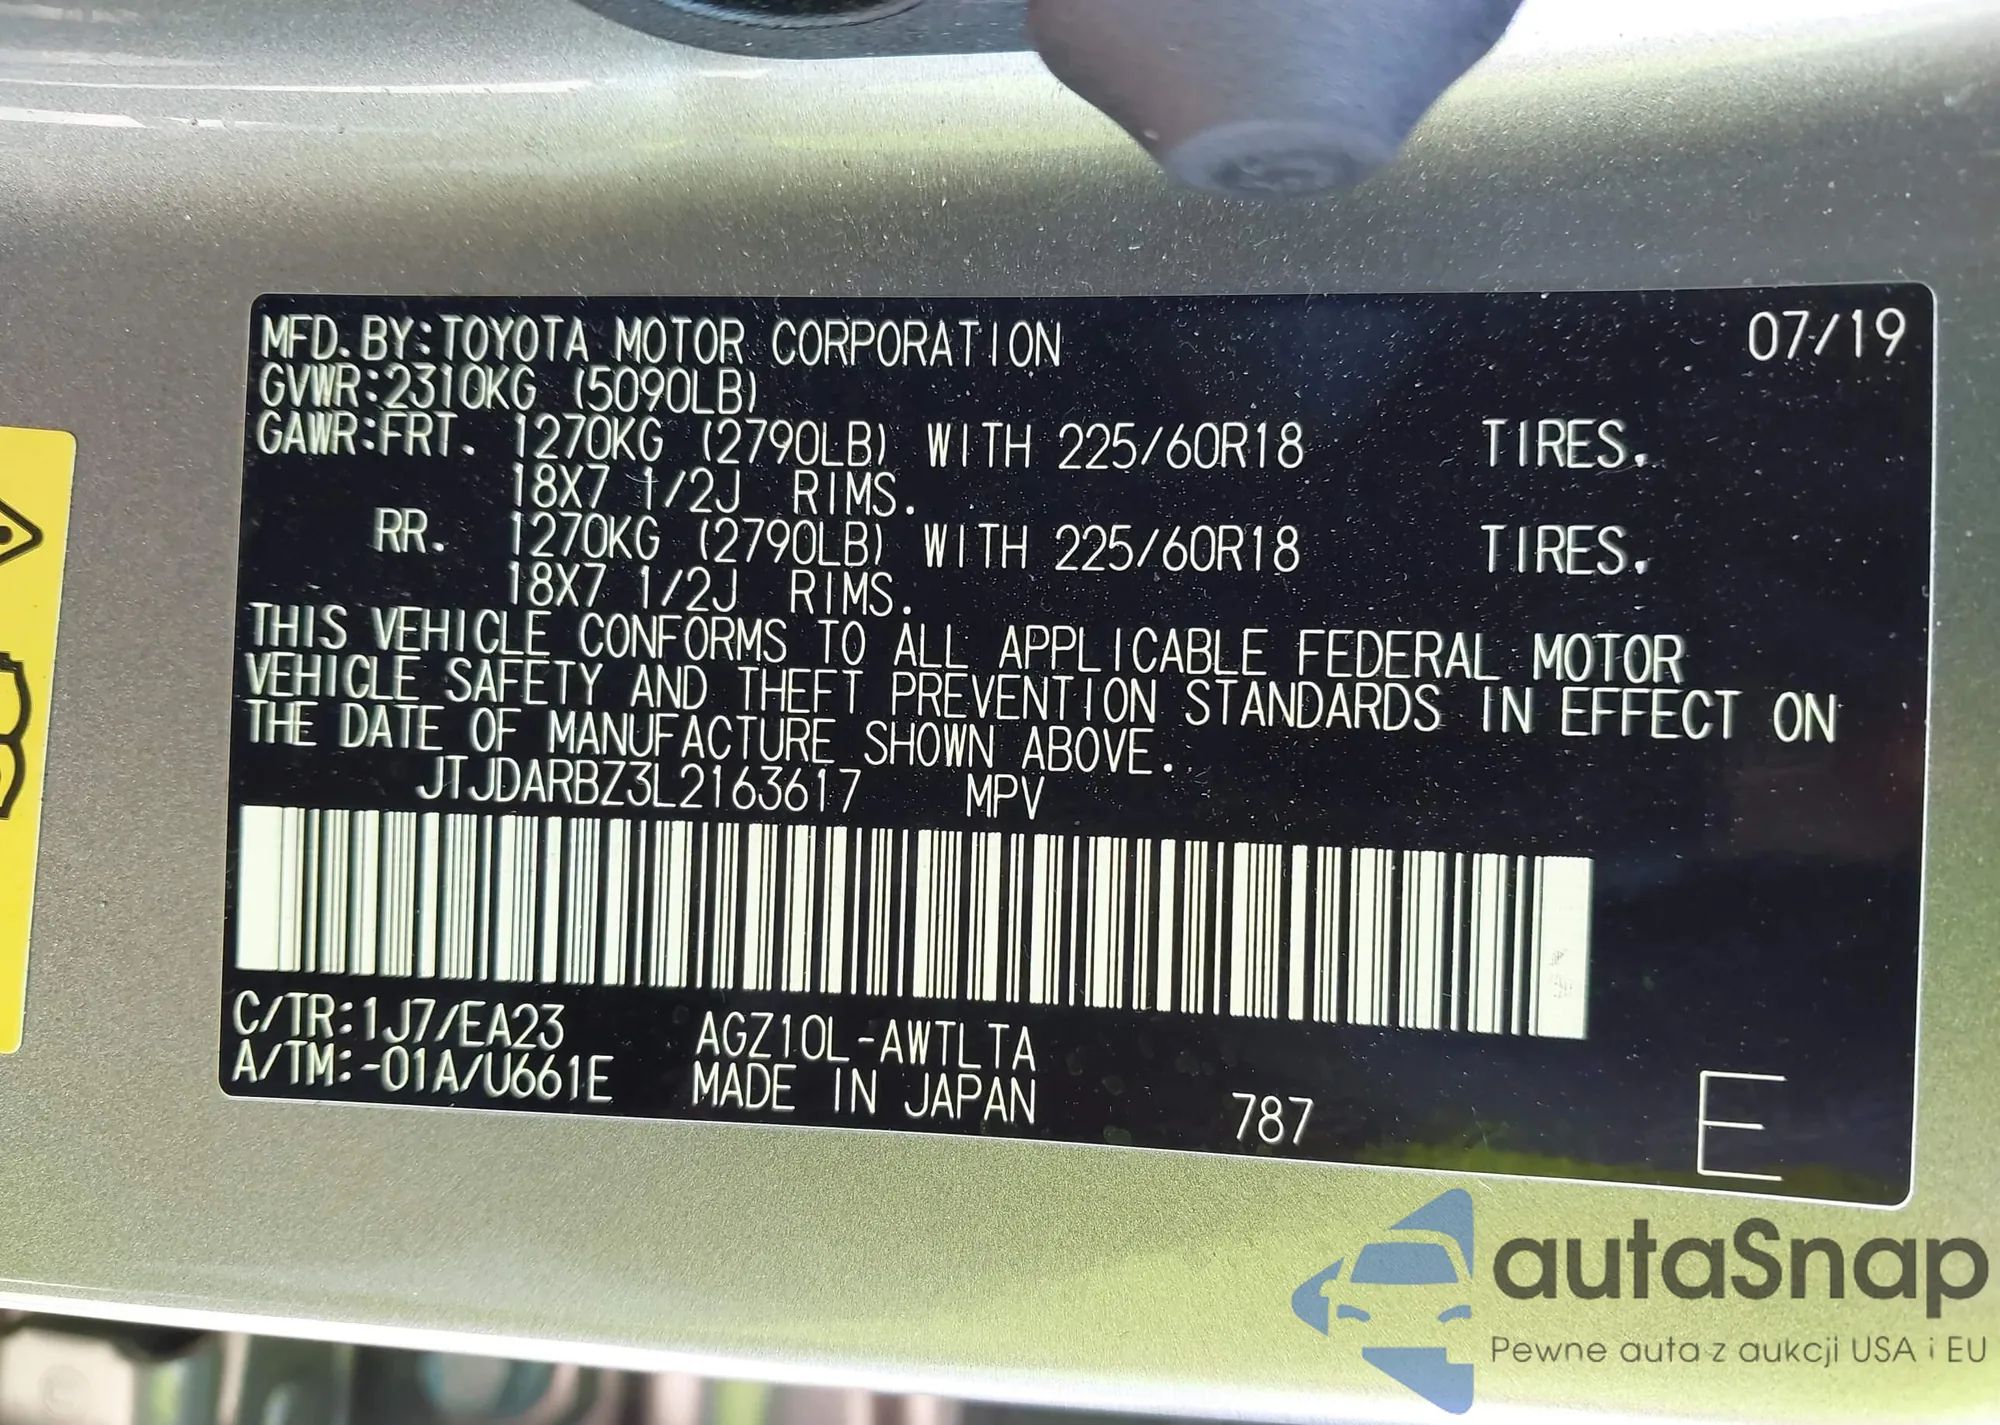 MFD. BY: TOYOTA MOTOR CORPORATION 07/19
GVWR: 2310KG (5090LB)
GAWR: FRT. 1270KG (2790LB) WITH 225/60R18 TIRES.
18X7 1/2J RIMS.
RR. 1270KG (2790LB) WITH 225/60R18 TIRES.
18X7 1/2J RIMS.
THIS VEHICLE CONFORMS TO ALL APPLICABLE FEDERAL MOTOR
VEHICLE SAFETY AND THEFT PREVENTION STANDARDS IN EFFECT ON
THE DATE OF MANUFACTURE SHOWN ABOVE.
JTJDARBZ3L2163617 MPV
C/TR: 1J7/EA23 AGZ10L-AWTLTA
A/TM: -01A/U661E MADE IN JAPAN 787 E
autaSnap
Pewne auta z aukcji USA i EU